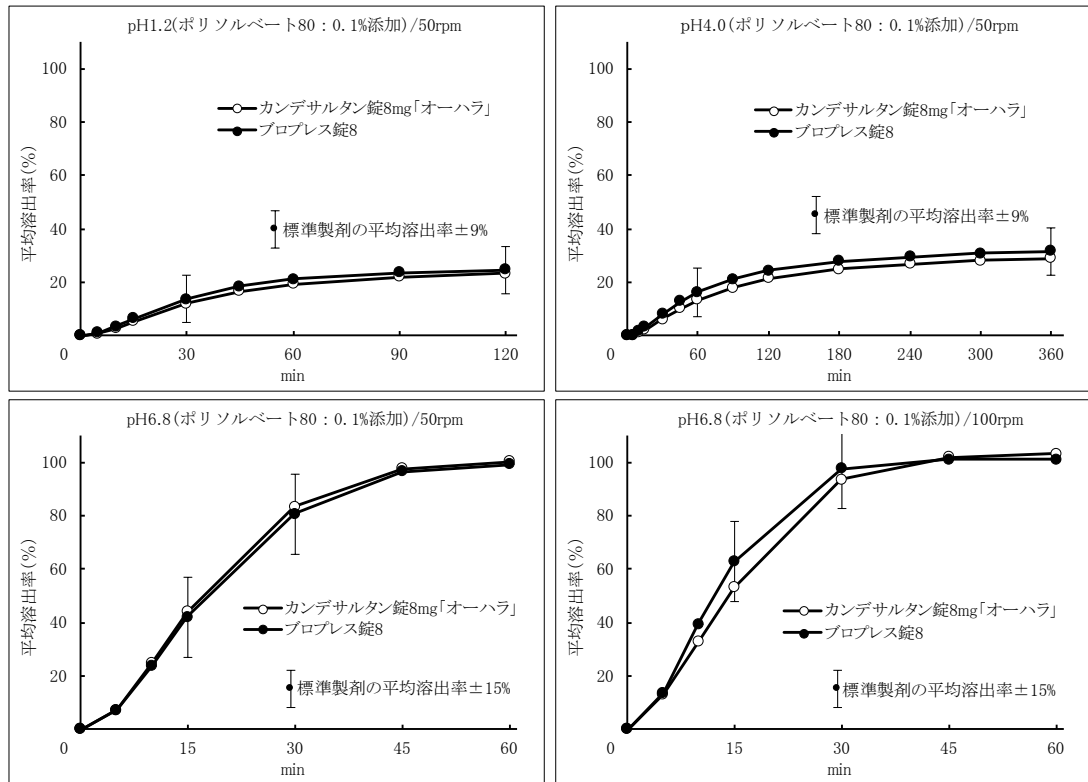 pH1.2(ポリソルベート80：0.1%添加)/50rpm
平均溶出率(%)
100
80
60
40
20
0
カンデサルタン錠8mg「オーハラ」
ブロプレス錠8
標準製剤の平均溶出率±9%
30
60
90
120
min
pH4.0(ポリソルベート80：0.1%添加)/50rpm
平均溶出率(%)
100
80
60
40
20
0
カンデサルタン錠8mg「オーハラ」
ブロプレス錠8
標準製剤の平均溶出率±9%
60
120
180
240
300
360
min
pH6.8(ポリソルベート80：0.1%添加)/50rpm
平均溶出率(%)
100
80
60
40
20
0
カンデサルタン錠8mg「オーハラ」
ブロプレス錠8
標準製剤の平均溶出率±15%
15
30
45
60
min
pH6.8(ポリソルベート80：0.1%添加)/100rpm
平均溶出率(%)
100
80
60
40
20
0
カンデサルタン錠8mg「オーハラ」
ブロプレス錠8
標準製剤の平均溶出率±15%
15
30
45
60
min